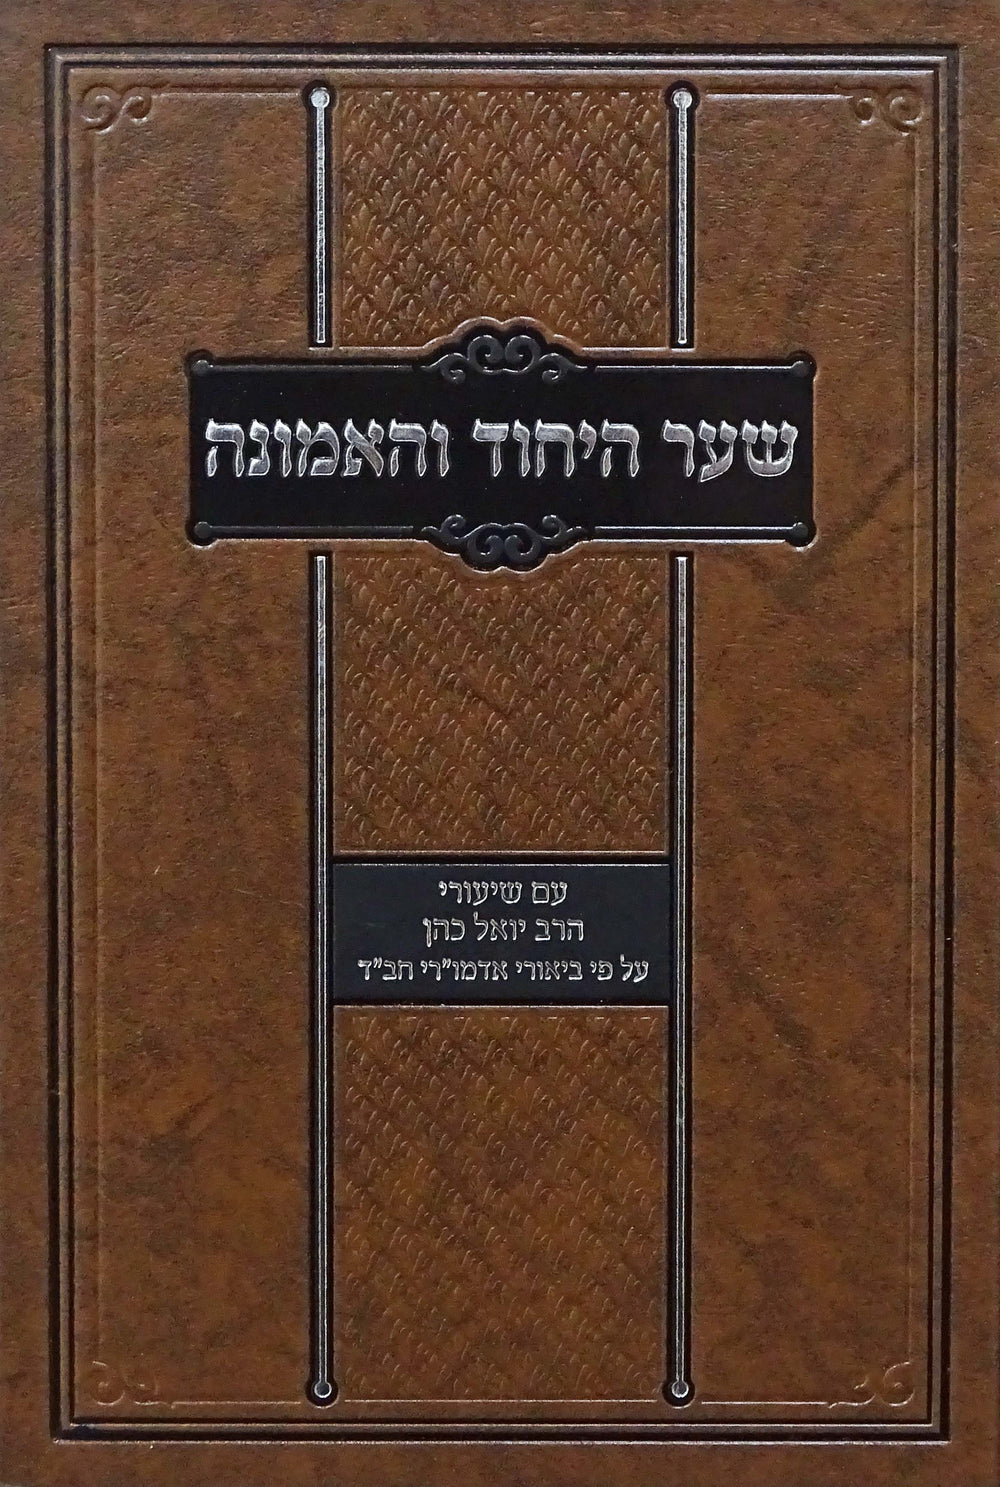 שער היחוד והאמונה
עם שיעורי
הרב יואל כהן
על פי ביאורי אדמו״רי חב״ד